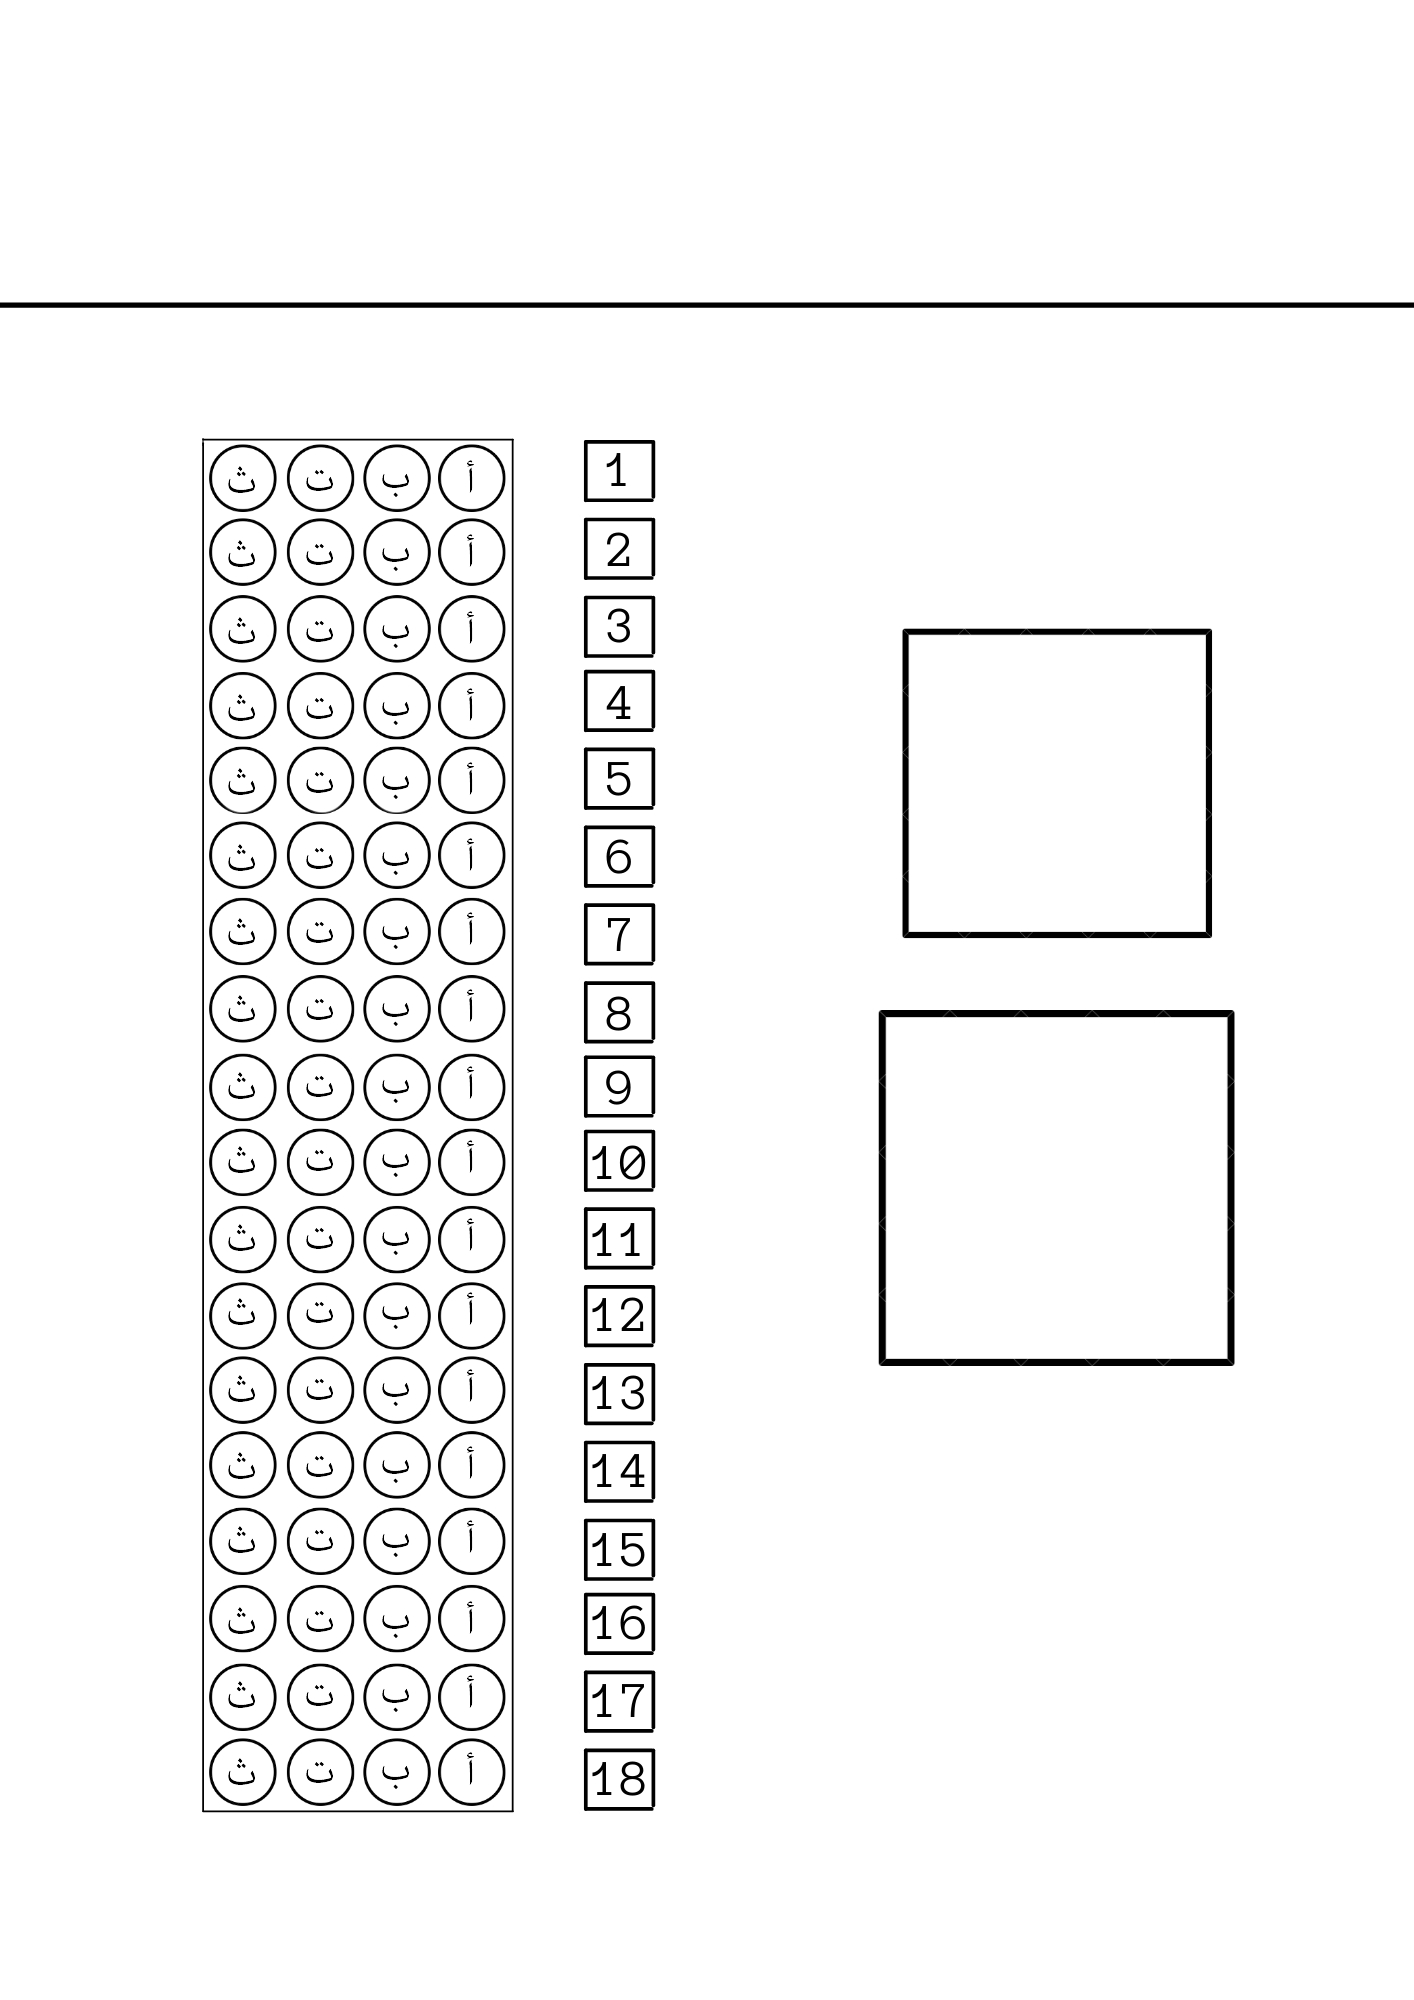 1 أ ب ت ث
2 أ ب ت ث
3 أ ب ت ث
4 أ ب ت ث
5 أ ب ت ث
6 أ ب ت ث
7 أ ب ت ث
8 أ ب ت ث
9 أ ب ت ث
10 أ ب ت ث
11 أ ب ت ث
12 أ ب ت ث
13 أ ب ت ث
14 أ ب ت ث
15 أ ب ت ث
16 أ ب ت ث
17 أ ب ت ث
18 أ ب ت ث